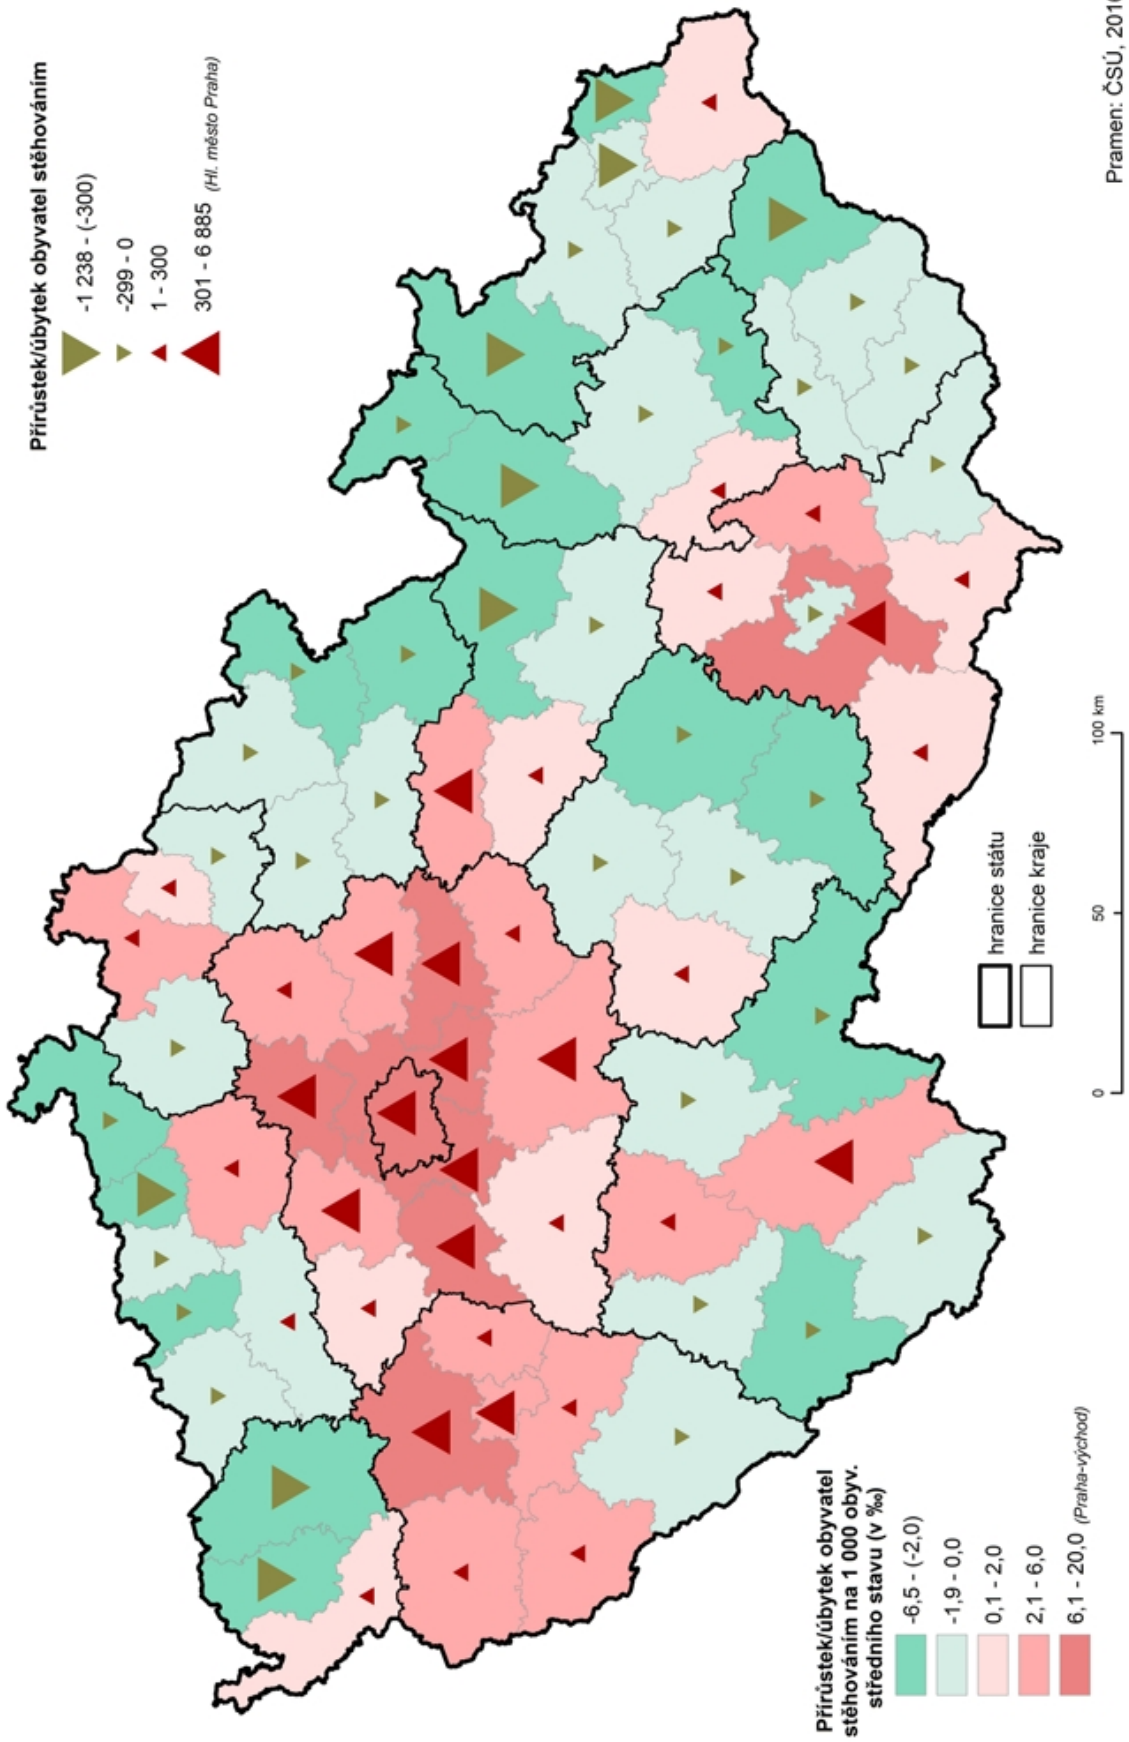 Přírůstek/úbytek obyvatel stěhováním
-1 238 - (-300)
-299 - 0
1 - 300
301 - 6 885 (Hl. město Praha)
Přírůstek/úbytek obyvatel
stěhováním na 1 000 obyv.
středního stavu (v ‰)
-6,5 - (-2,0)
-1,9 - 0,0
0,1 - 2,0
2,1 - 6,0
6,1 - 20,0 (Praha-východ)
hranice státu
hranice kraje
0 50 100 km
Pramen: ČSÚ, 2016